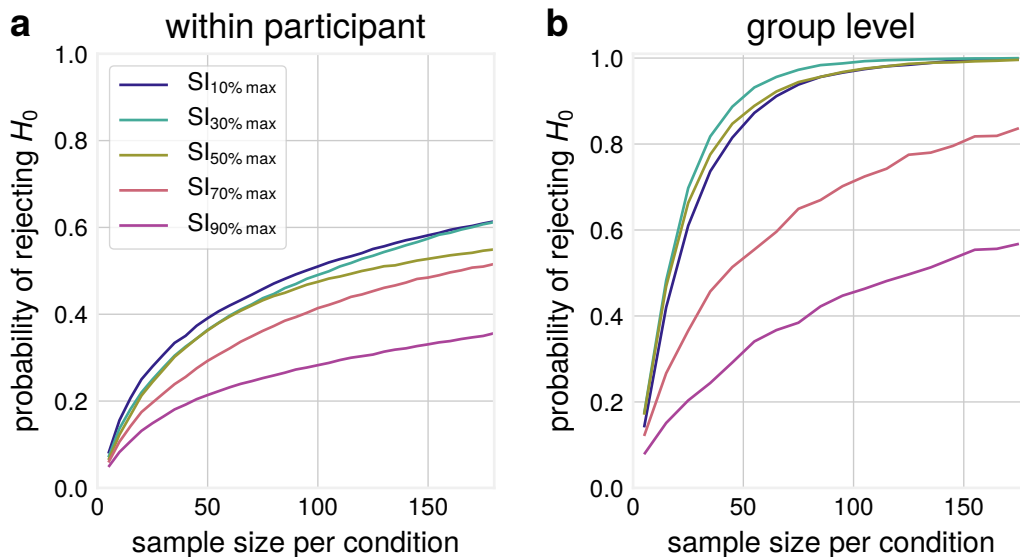 a within participant
probability of rejecting H₀
1.0
0.8
0.6
0.4
0.2
0.0
SI₁₀% ₘₐₓ
SI₃₀% ₘₐₓ
SI₅₀% ₘₐₓ
SI₇₀% ₘₐₓ
SI₉₀% ₘₐₓ
0 50 100 150
sample size per condition
b group level
probability of rejecting H₀
1.0
0.8
0.6
0.4
0.2
0.0
0 50 100 150
sample size per condition